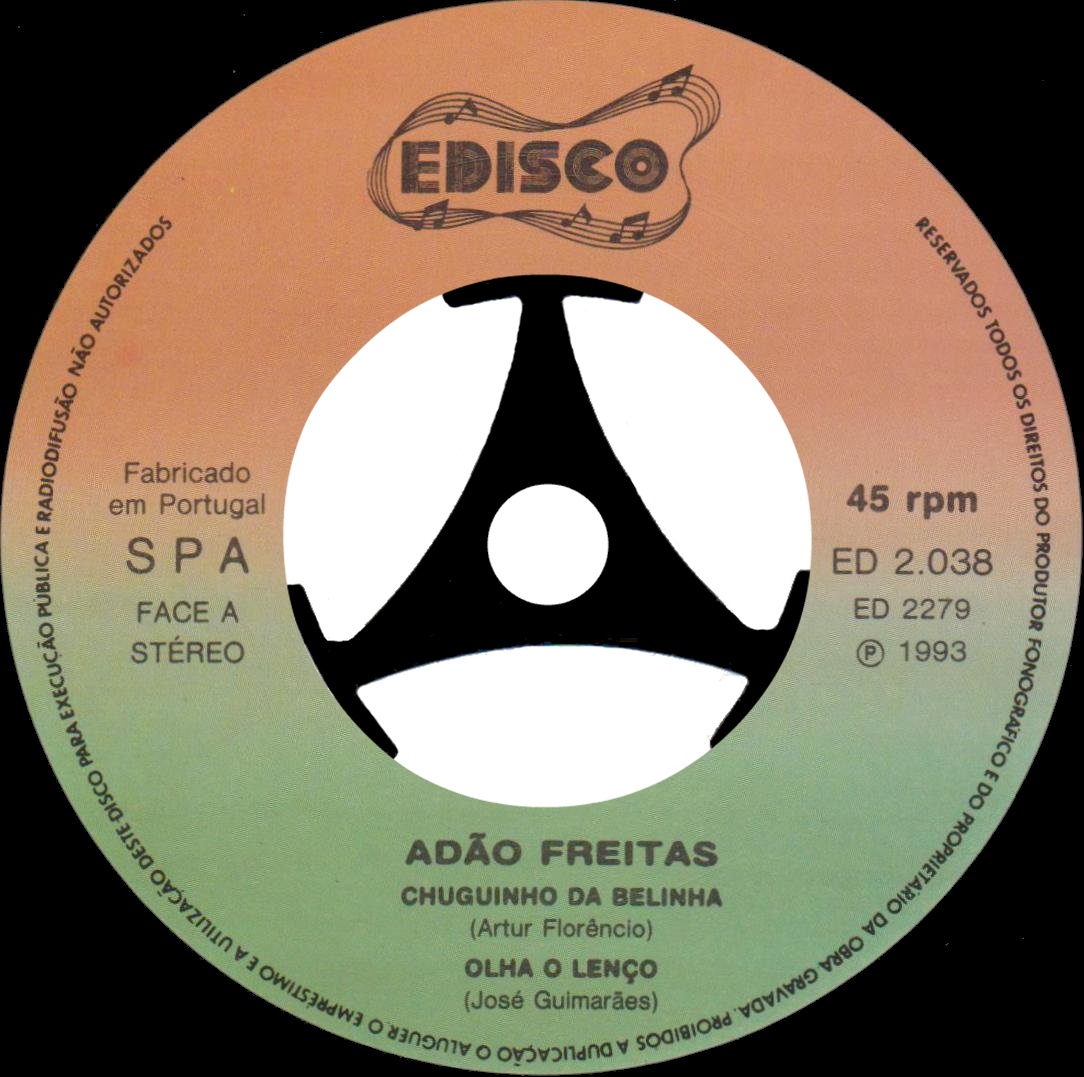 EDISCO
Fabricado
em Portugal
SPA
FACE A
STÉREO
45 rpm
ED 2.038
ED 2279
Ⓟ 1993
ADÃO FREITAS
CHUGUINHO DA BELINHA
(Artur Florêncio)
OLHA O LENÇO
(José Guimarães)
RESERVADOS TODOS OS DIREITOS DO PRODUTOR FONOGRAFICO E DO PROPRIETARIO DA OBRA GRAVADA. PROIBIDOS A DUPLICAÇÃO O ALUGUER O EMPRÉSTIMO E A UTILIZAÇÃO DESTE DISCO PARA EXECUÇÃO PÚBLICA E RADIODIFUSÃO NÃO AUTORIZADOS